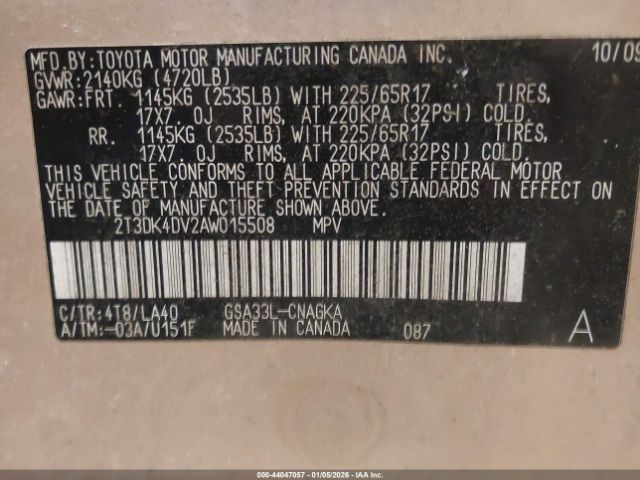 MFD.BY:TOYOTA MOTOR MANUFACTURING CANADA INC. 10/09
GVWR:2140KG (4720LB)
GAWR:FRT. 1145KG (2535LB) WITH 225/65R17 TIRES,
17X7.0J RIMS, AT 220KPA (32PSI) COLD.
RR. 1145KG (2535LB) WITH 225/65R17 TIRES,
17X7.0J RIMS, AT 220KPA (32PSI) COLD.
THIS VEHICLE CONFORMS TO ALL APPLICABLE FEDERAL MOTOR
VEHICLE SAFETY AND THEFT PREVENTION STANDARDS IN EFFECT ON
THE DATE OF MANUFACTURE SHOWN ABOVE.
2T3DK4DV2AW015508 MPV
C/TR:4T8/LA40 GSA33L-CNAGKA
A/TM:-03A/U151F MADE IN CANADA 087 A
000-44047057 - 01/05/2026 - IAA Inc.